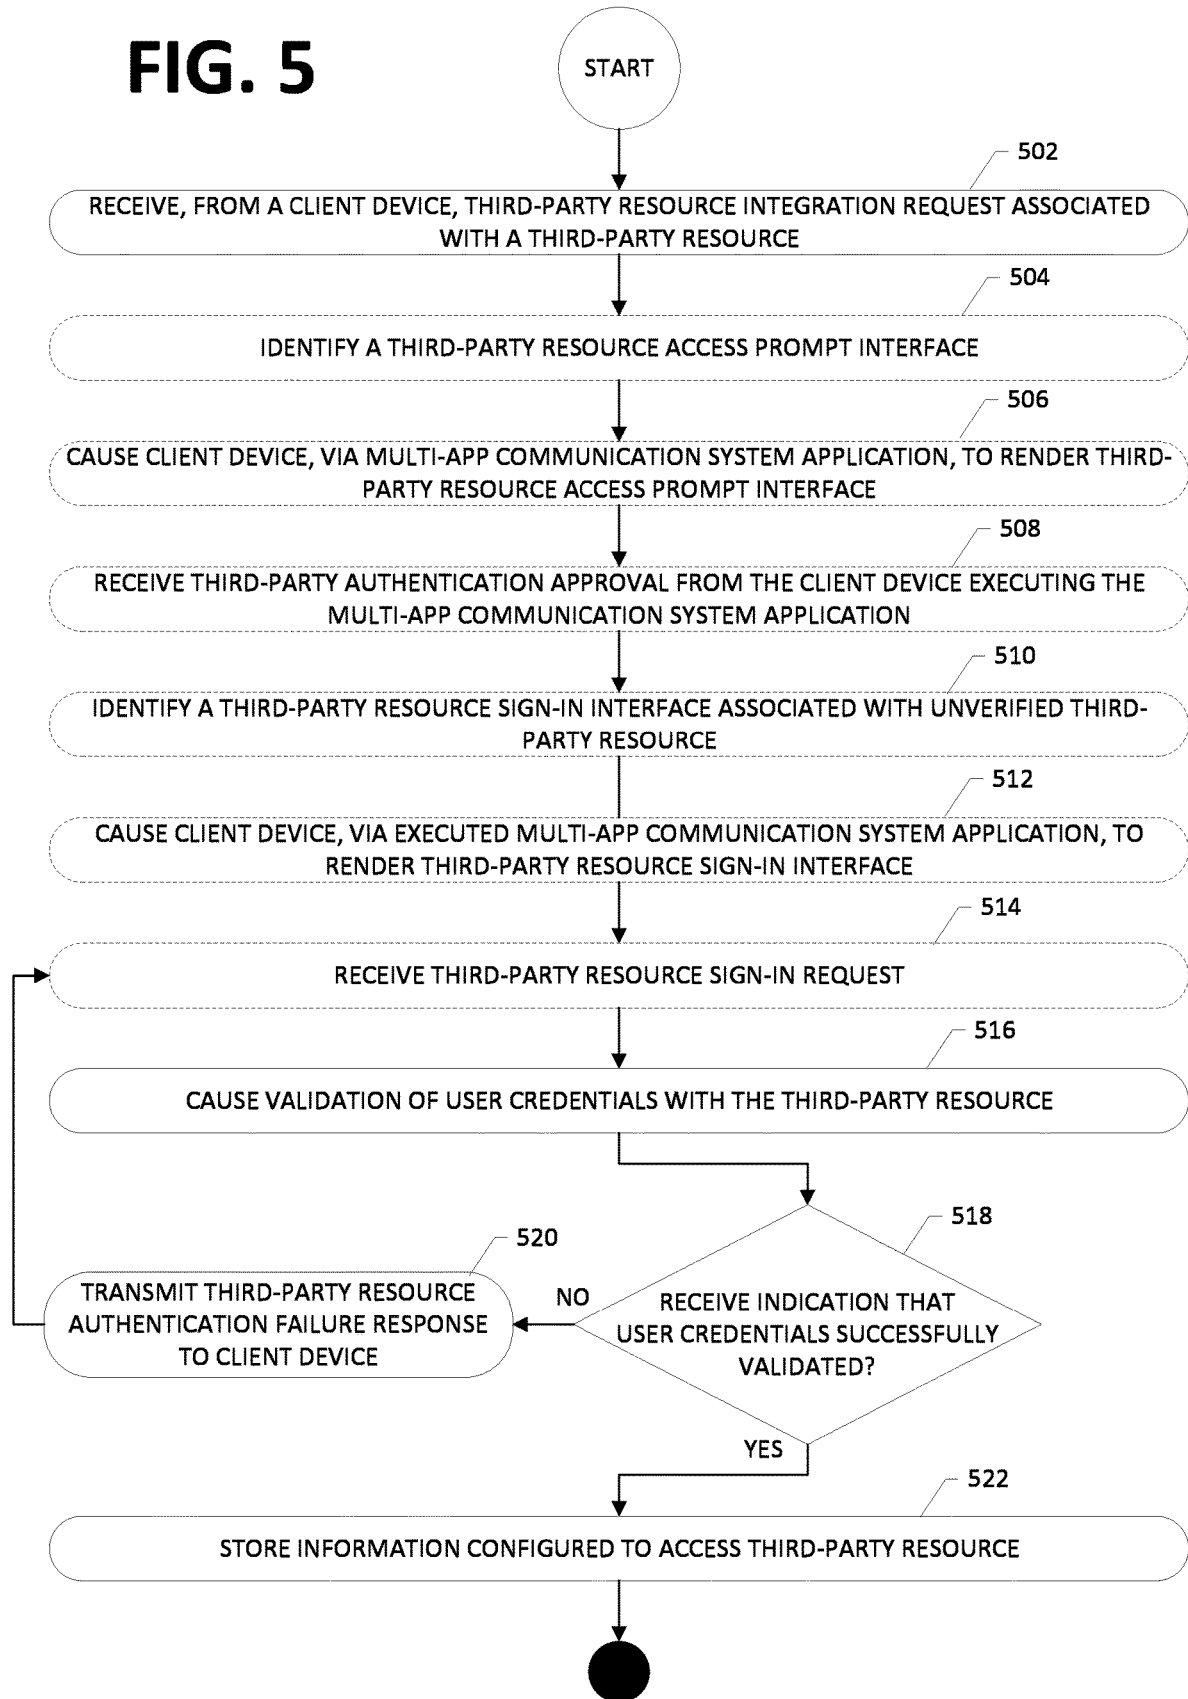 FIG. 5
START
502
RECEIVE, FROM A CLIENT DEVICE, THIRD-PARTY RESOURCE INTEGRATION REQUEST ASSOCIATED
WITH A THIRD-PARTY RESOURCE
504
IDENTIFY A THIRD-PARTY RESOURCE ACCESS PROMPT INTERFACE
506
CAUSE CLIENT DEVICE, VIA MULTI-APP COMMUNICATION SYSTEM APPLICATION, TO RENDER THIRD-
PARTY RESOURCE ACCESS PROMPT INTERFACE
508
RECEIVE THIRD-PARTY AUTHENTICATION APPROVAL FROM THE CLIENT DEVICE EXECUTING THE
MULTI-APP COMMUNICATION SYSTEM APPLICATION
510
IDENTIFY A THIRD-PARTY RESOURCE SIGN-IN INTERFACE ASSOCIATED WITH UNVERIFIED THIRD-
PARTY RESOURCE
512
CAUSE CLIENT DEVICE, VIA EXECUTED MULTI-APP COMMUNICATION SYSTEM APPLICATION, TO
RENDER THIRD-PARTY RESOURCE SIGN-IN INTERFACE
514
RECEIVE THIRD-PARTY RESOURCE SIGN-IN REQUEST
516
CAUSE VALIDATION OF USER CREDENTIALS WITH THE THIRD-PARTY RESOURCE
518
RECEIVE INDICATION THAT
USER CREDENTIALS SUCCESSFULLY
VALIDATED?
NO
520
TRANSMIT THIRD-PARTY RESOURCE
AUTHENTICATION FAILURE RESPONSE
TO CLIENT DEVICE
YES
522
STORE INFORMATION CONFIGURED TO ACCESS THIRD-PARTY RESOURCE